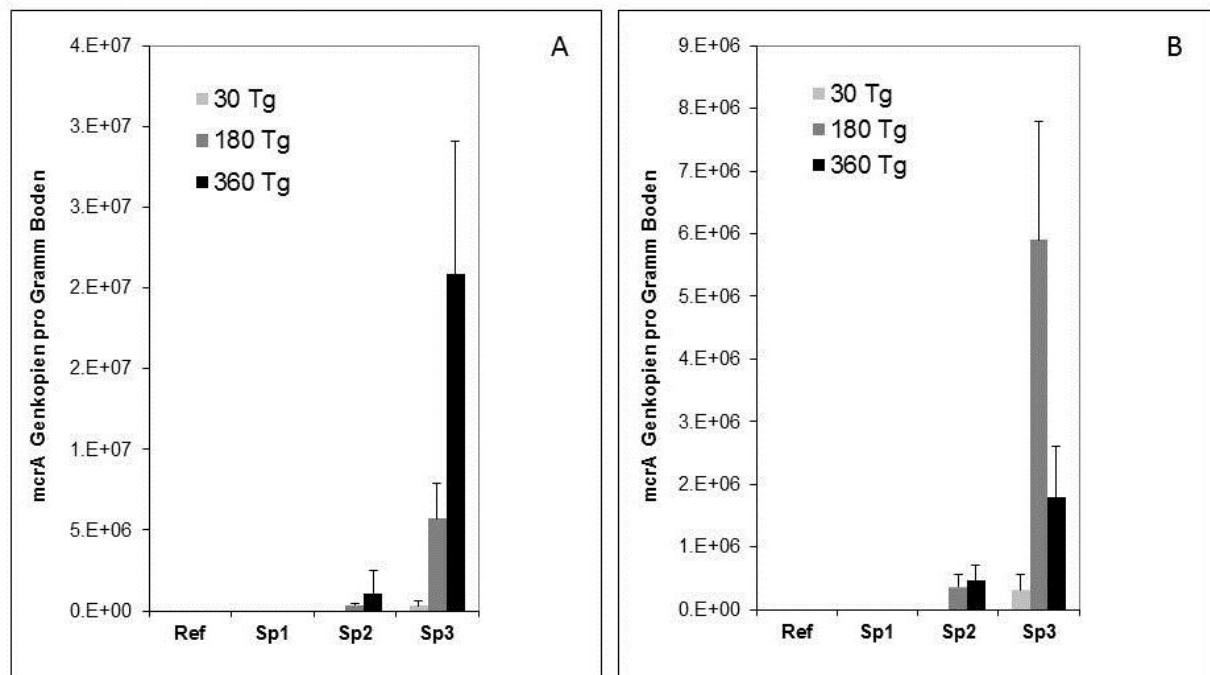 A
mcrA Genkopien pro Gramm Boden
4.E+07
3.E+07
3.E+07
2.E+07
2.E+07
1.E+07
5.E+06
0.E+00
30 Tg
180 Tg
360 Tg
Ref Sp1 Sp2 Sp3
B
mcrA Genkopien pro Gramm Boden
9.E+06
8.E+06
7.E+06
6.E+06
5.E+06
4.E+06
3.E+06
2.E+06
1.E+06
0.E+00
30 Tg
180 Tg
360 Tg
Ref Sp1 Sp2 Sp3